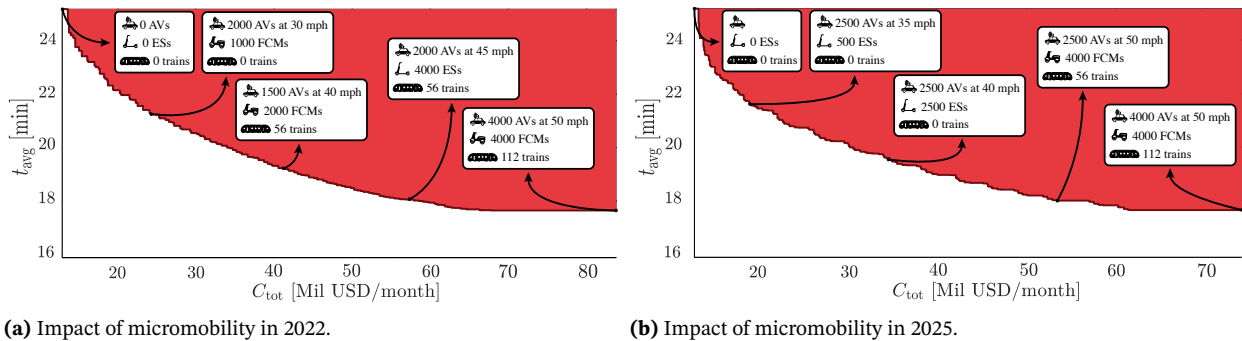 24
22
20
18
16
t_avg [min]
0 AVs
0 ESs
0 trains
2000 AVs at 30 mph
1000 FCMs
0 trains
1500 AVs at 40 mph
2000 FCMs
56 trains
2000 AVs at 45 mph
4000 ESs
56 trains
4000 AVs at 50 mph
4000 FCMs
112 trains
20 30 40 50 60 70 80
C_tot [Mil USD/month]
(a) Impact of micromobility in 2022.
24
22
20
18
16
t_avg [min]
0 ESs
0 trains
2500 AVs at 35 mph
500 ESs
0 trains
2500 AVs at 40 mph
2500 ESs
0 trains
2500 AVs at 50 mph
4000 FCMs
56 trains
4000 AVs at 50 mph
4000 FCMs
112 trains
20 30 40 50 60 70
C_tot [Mil USD/month]
(b) Impact of micromobility in 2025.